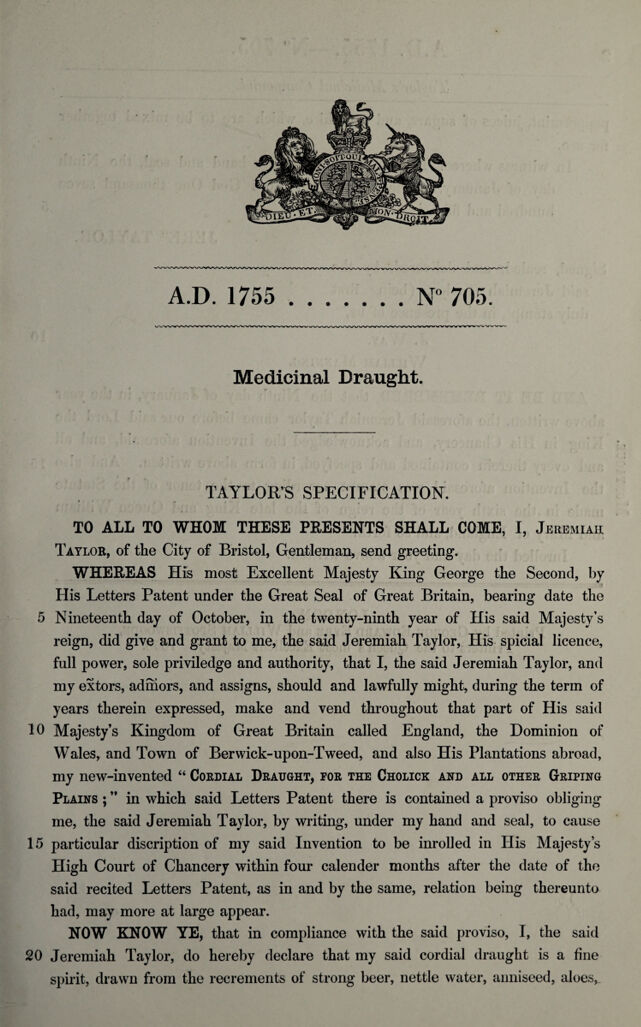 HONI·SOIT·QUI·MAL·Y·PENSE
DIEU·ET· MON·DROIT
A.D. 1755 . . . . . . . No 705.
Medicinal Draught.
TAYLOR'S SPECIFICATION.
TO ALL TO WHOM THESE PRESENTS SHALL COME, I, JEREMIAH
TAYLOR, of the City of Bristol, Gentleman, send greeting.
WHEREAS His most Excellent Majesty King George the Second, by
His Letters Patent under the Great Seal of Great Britain, bearing date the
5 Nineteenth day of October, in the twenty-ninth year of His said Majesty's
reign, did give and grant to me, the said Jeremiah Taylor, His spicial licence,
full power, sole priviledge and authority, that I, the said Jeremiah Taylor, and
my extors, admors, and assigns, should and lawfully might, during the term of
years therein expressed, make and vend throughout that part of His said
10 Majesty's Kingdom of Great Britain called England, the Dominion of
Wales, and Town of Berwick-upon-Tweed, and also His Plantations abroad,
my new-invented "CORDIAL DRAUGHT, FOR THE CHOLICK AND ALL OTHER GRIPING
PLAINS;" in which said Letters Patent there is contained a proviso obliging
me, the said Jeremiah Taylor, by writing, under my hand and seal, to cause
15 particular discription of my said Invention to be inrolled in His Majesty's
High Court of Chancery within four calender months after the date of the
said recited Letters Patent, as in and by the same, relation being thereunto
had, may more at large appear.
NOW KNOW YE, that in compliance with the said proviso, I, the said
20 Jeremiah Taylor, do hereby declare that my said cordial draught is a fine
spirit, drawn from the recrements of strong beer, nettle water, anniseed, aloes,